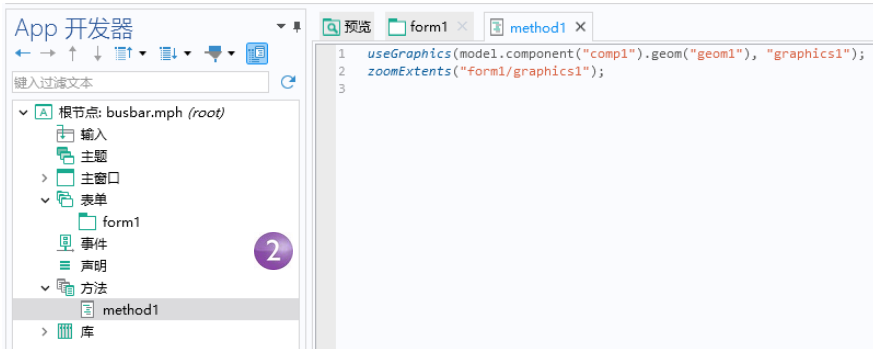 App 开发器
键入过滤文本
根节点: busbar.mph (root)
输入
主题
主窗口
表单
form1
事件
声明
方法
method1
库
2
预览 form1 method1
1 useGraphics(model.component("comp1").geom("geom1"), "graphics1");
2 zoomExtents("form1/graphics1");
3